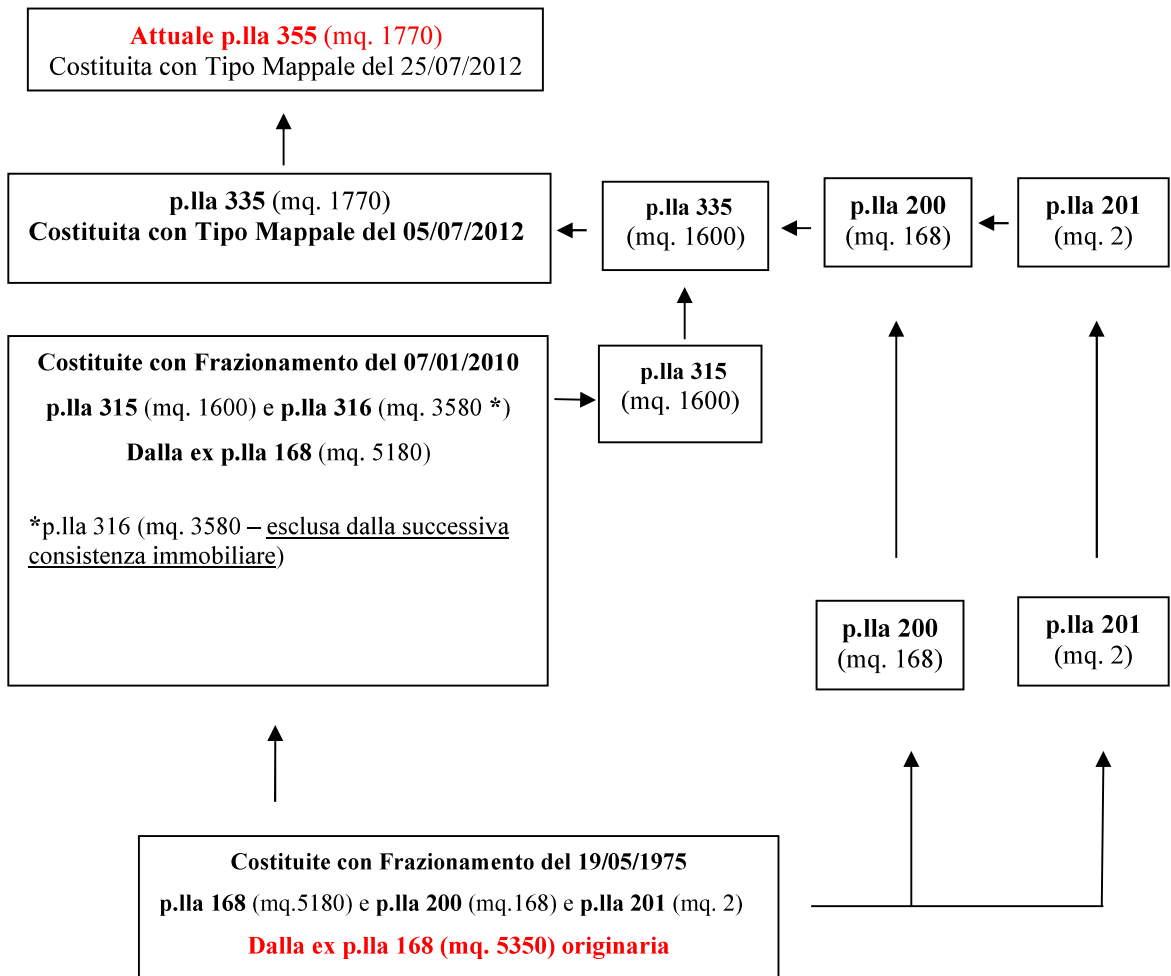 Attuale p.lla 355 (mq. 1770)
Costituita con Tipo Mappale del 25/07/2012
p.lla 335 (mq. 1770)
Costituita con Tipo Mappale del 05/07/2012
p.lla 335
(mq. 1600)
p.lla 200
(mq. 168)
p.lla 201
(mq. 2)
Costituite con Frazionamento del 07/01/2010
p.lla 315 (mq. 1600) e p.lla 316 (mq. 3580 *)
Dalla ex p.lla 168 (mq. 5180)
*p.lla 316 (mq. 3580 – esclusa dalla successiva
consistenza immobiliare)
p.lla 315
(mq. 1600)
p.lla 200
(mq. 168)
p.lla 201
(mq. 2)
Costituite con Frazionamento del 19/05/1975
p.lla 168 (mq.5180) e p.lla 200 (mq.168) e p.lla 201 (mq. 2)
Dalla ex p.lla 168 (mq. 5350) originaria